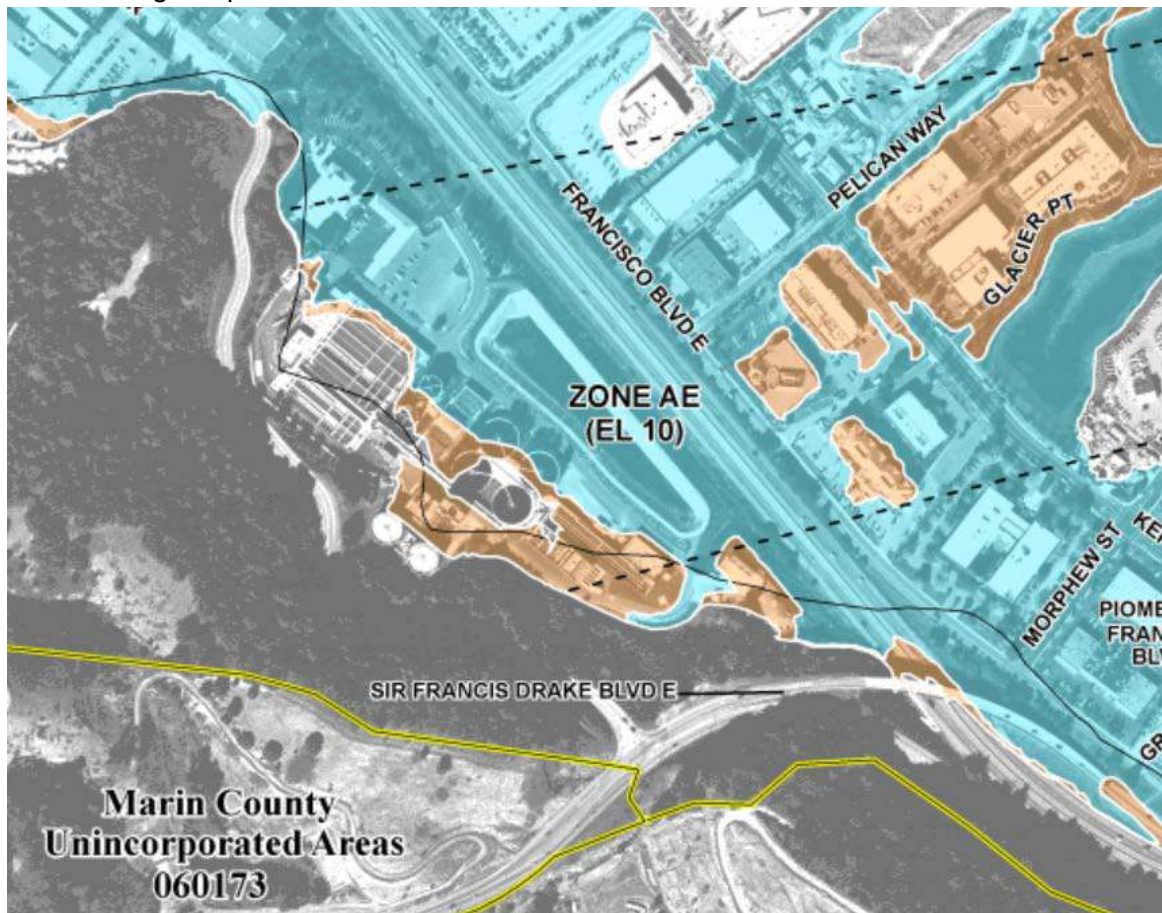 PELICAN WAY
FRANCISCO BLVD E
GLACIER PT
ZONE AE
(EL 10)
MORPHEW ST
SIR FRANCIS DRAKE BLVD E
Marin County
Unincorporated Areas
060173